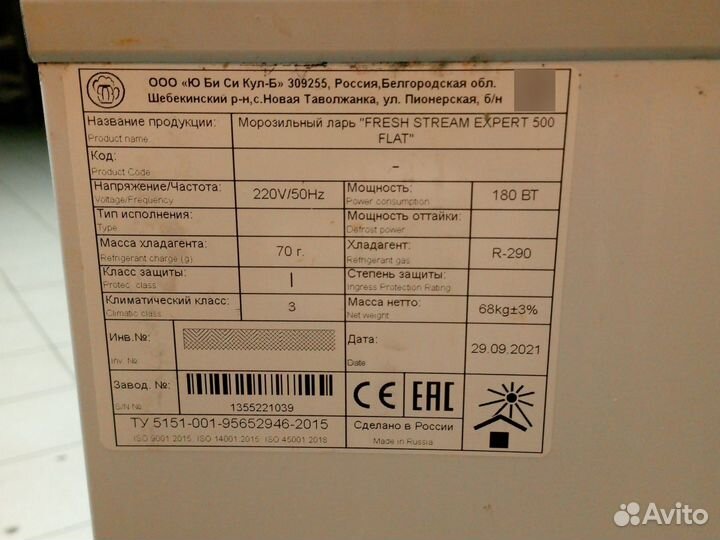 ООО «Ю Би Си Кул-Б» 309255, Россия,Белгородская обл.
Шебекинский р-н,с.Новая Таволжанка, ул. Пионерская, б/н
Название продукции: Морозильный ларь "FRESH STREAM EXPERT 500
Product name FLAT"
Код: -
Product Code
Напряжение/Частота: 220V/50Hz Мощность: 180 ВТ
Voltage/Frequency Power consumption
Тип исполнения: Мощность оттайки:
Type Defrost power
Масса хладагента: 70 г. Хладагент: R-290
Refrigerant charge (g) Refrigerant gas
Класс защиты: I Степень защиты:
Protec. class Ingress Protection Rating
Климатический класс: 3 Масса нетто: 68kg±3%
Climatic class Net weight
Инв.№: Дата: 29.09.2021
Inv. № Date
Завод. №: CE EAC
S/N № 1355221039
ТУ 5151-001-95652946-2015 Сделано в России
ISO 9001 2015, ISO 14001 2015, ISO 45001 2018 Made in Russia
Avito